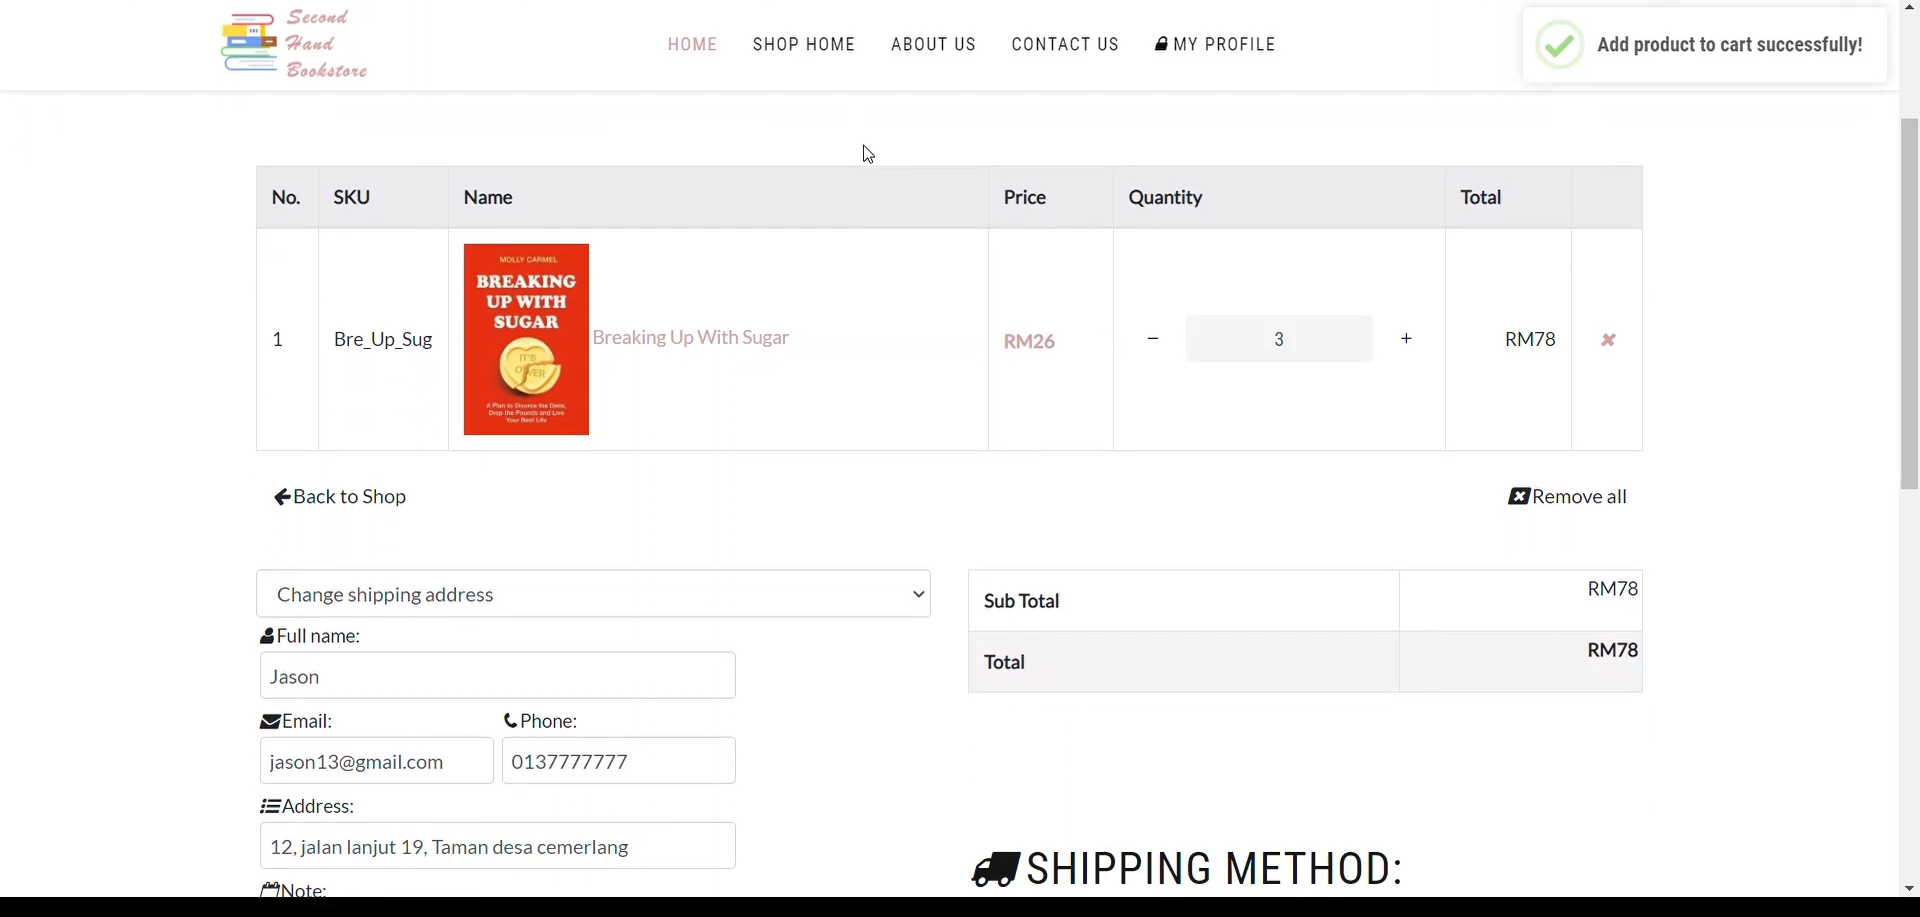 Second
Hand
Bookstore
HOME
SHOP HOME
ABOUT US
CONTACT US
MY PROFILE
Add product to cart successfully!
No. SKU Name Price Quantity Total
MOLLY CARMEL
BREAKING
UP WITH
SUGAR
IT'S
OVER
A Plan to Divorce the Diets,
Drop the Pounds and Live
Your Best Life
1 Bre_Up_Sug Breaking Up With Sugar RM26 − 3 + RM78
Back to Shop
Remove all
Change shipping address
Full name:
Jason
Email:
Phone:
jason13@gmail.com
0137777777
Address:
12, jalan lanjut 19, Taman desa cemerlang
Note:
Sub Total RM78
Total RM78
SHIPPING METHOD: